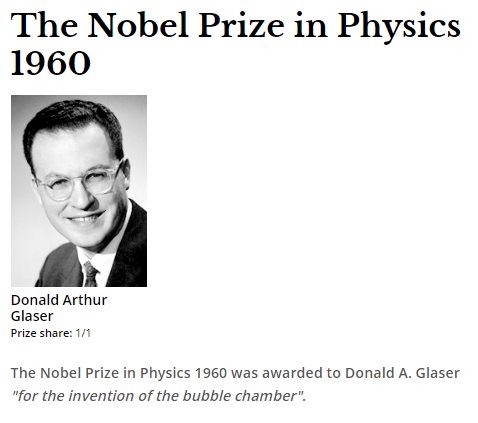 The Nobel Prize in Physics
1960
Donald Arthur
Glaser
Prize share: 1/1
The Nobel Prize in Physics 1960 was awarded to Donald A. Glaser
"for the invention of the bubble chamber".